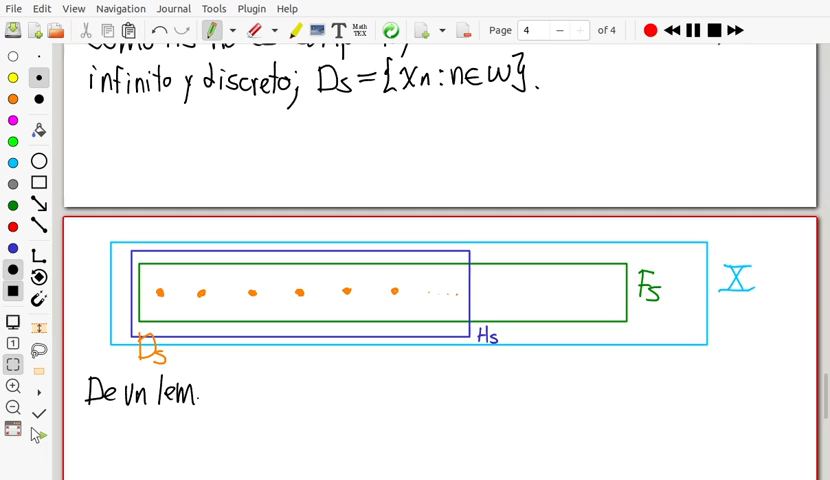 File Edit View Navigation Journal Tools Plugin Help
Page 4 of 4
infinito y discreto; Ds = {Xn : n ∈ ω}.
X
Fs
Hs
Ds
De un lem.